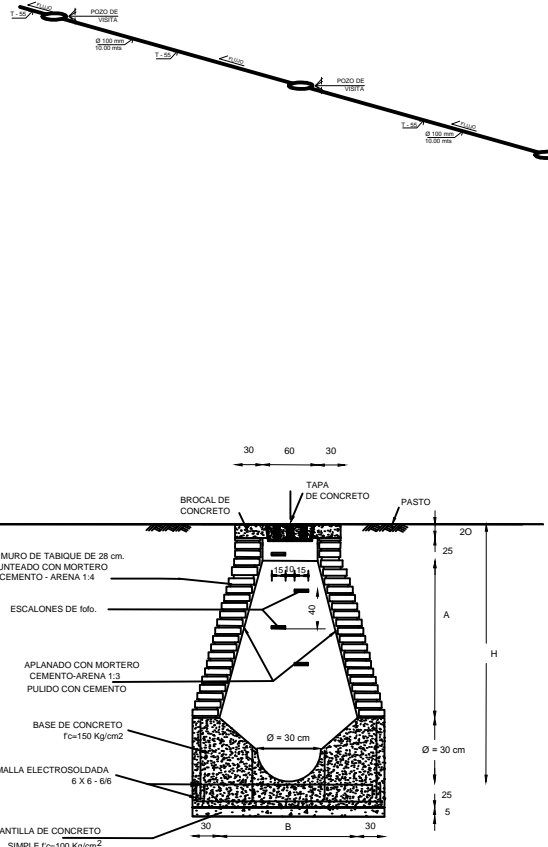 T - 55
FLUJO
POZO DE
VISITA
Ø 100 mm
10.00 mts
T - 55
FLUJO
POZO DE
VISITA
T - 55
FLUJO
Ø 100 mm
10.00 mts
30 60 30
TAPA
DE CONCRETO
BROCAL DE
CONCRETO
PASTO
20
25
MURO DE TABIQUE DE 28 cm.
UNTEADO CON MORTERO
CEMENTO - ARENA 1:4
15 10 15
ESCALONES DE fofo.
40
A
H
APLANADO CON MORTERO
CEMENTO-ARENA 1:3
PULIDO CON CEMENTO
BASE DE CONCRETO
f'c=150 Kg/cm2
Ø = 30 cm
Ø = 30 cm
MALLA ELECTROSOLDADA
6 X 6 - 6/6
25
5
ANTILLA DE CONCRETO
SIMPLE f'c=100 Kg/cm2
30 B 30